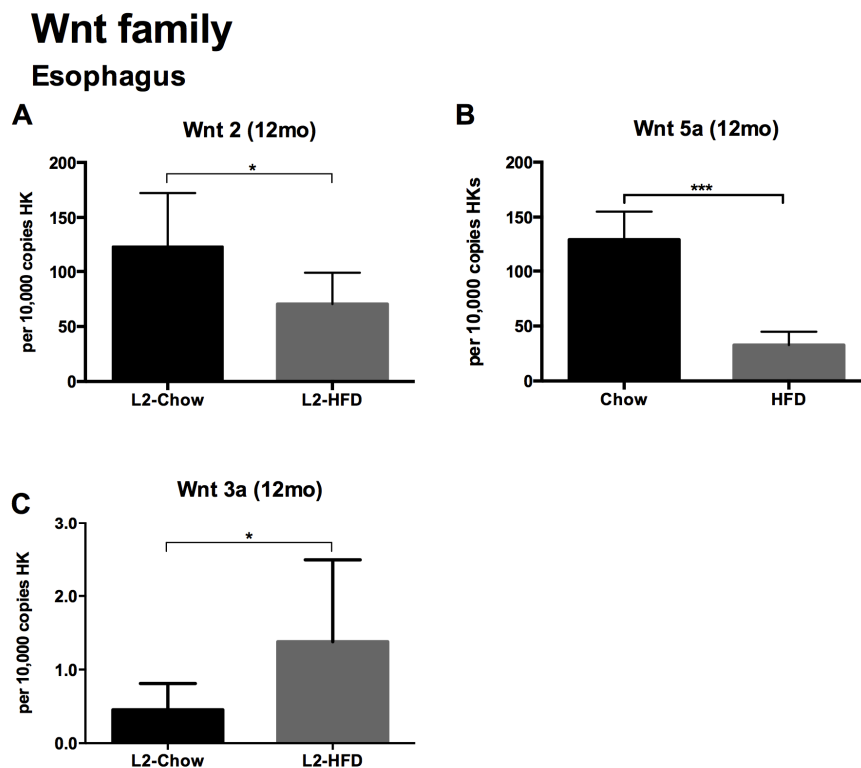 Wnt family
Esophagus
A
Wnt 2 (12mo)
per 10,000 copies HK
200
150
100
50
0
*
L2-Chow L2-HFD
B
Wnt 5a (12mo)
per 10,000 copies HKs
200
150
100
50
0
***
Chow HFD
C
Wnt 3a (12mo)
per 10,000 copies HK
3.0
2.0
1.0
0.0
*
L2-Chow L2-HFD